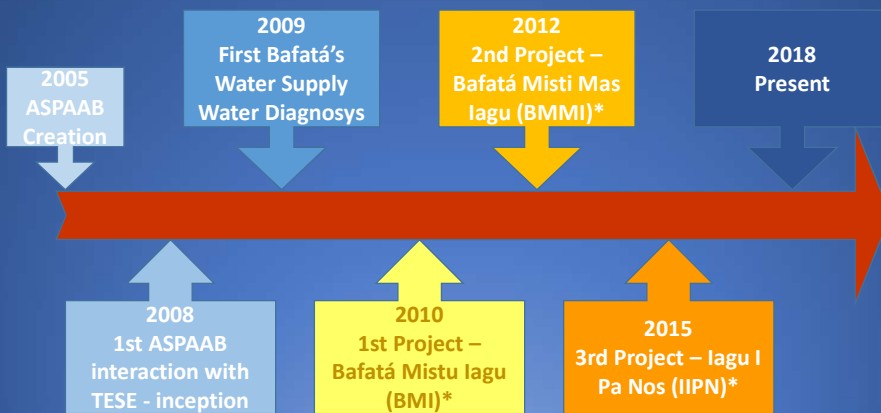 2005
ASPAAB
Creation
2009
First Bafatá's
Water Supply
Water Diagnosys
2012
2nd Project –
Bafatá Misti Mas
Iagu (BMMI)*
2018
Present
2008
1st ASPAAB
interaction with
TESE - inception
2010
1st Project –
Bafatá Mistu Iagu
(BMI)*
2015
3rd Project – Iagu I
Pa Nos (IIPN)*